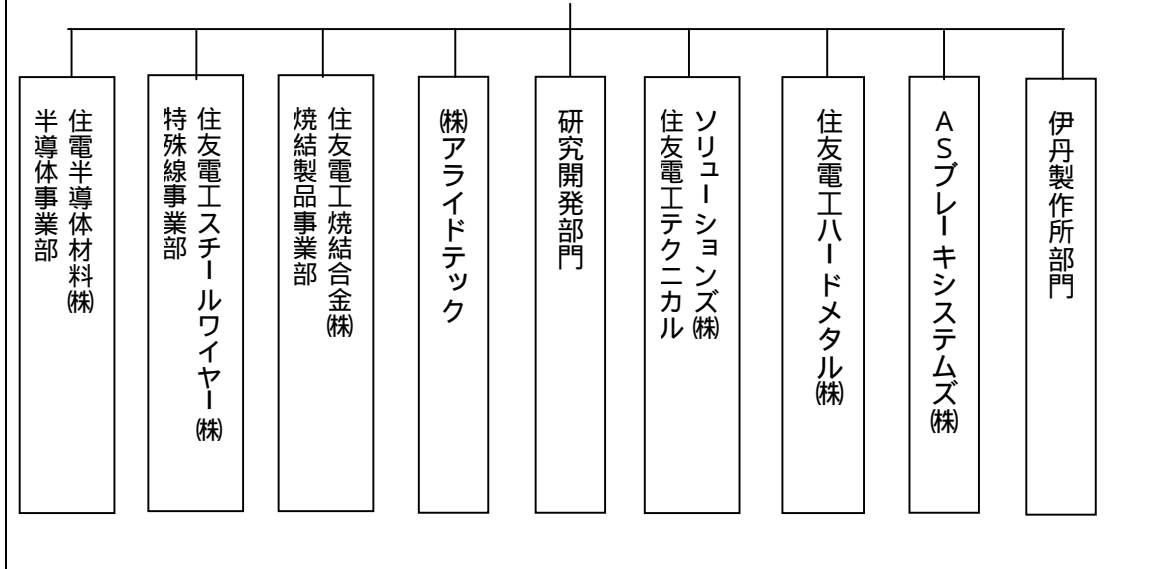 伊丹製作所部門
ASブレーキシステムズ㈱
住友電工ハードメタル㈱
住友電工テクニカル
ソリューションズ㈱
研究開発部門
㈱アライドテック
住友電工焼結合金㈱
焼結製品事業部
住友電工スチールワイヤー㈱
特殊線事業部
住電半導体材料㈱
半導体事業部